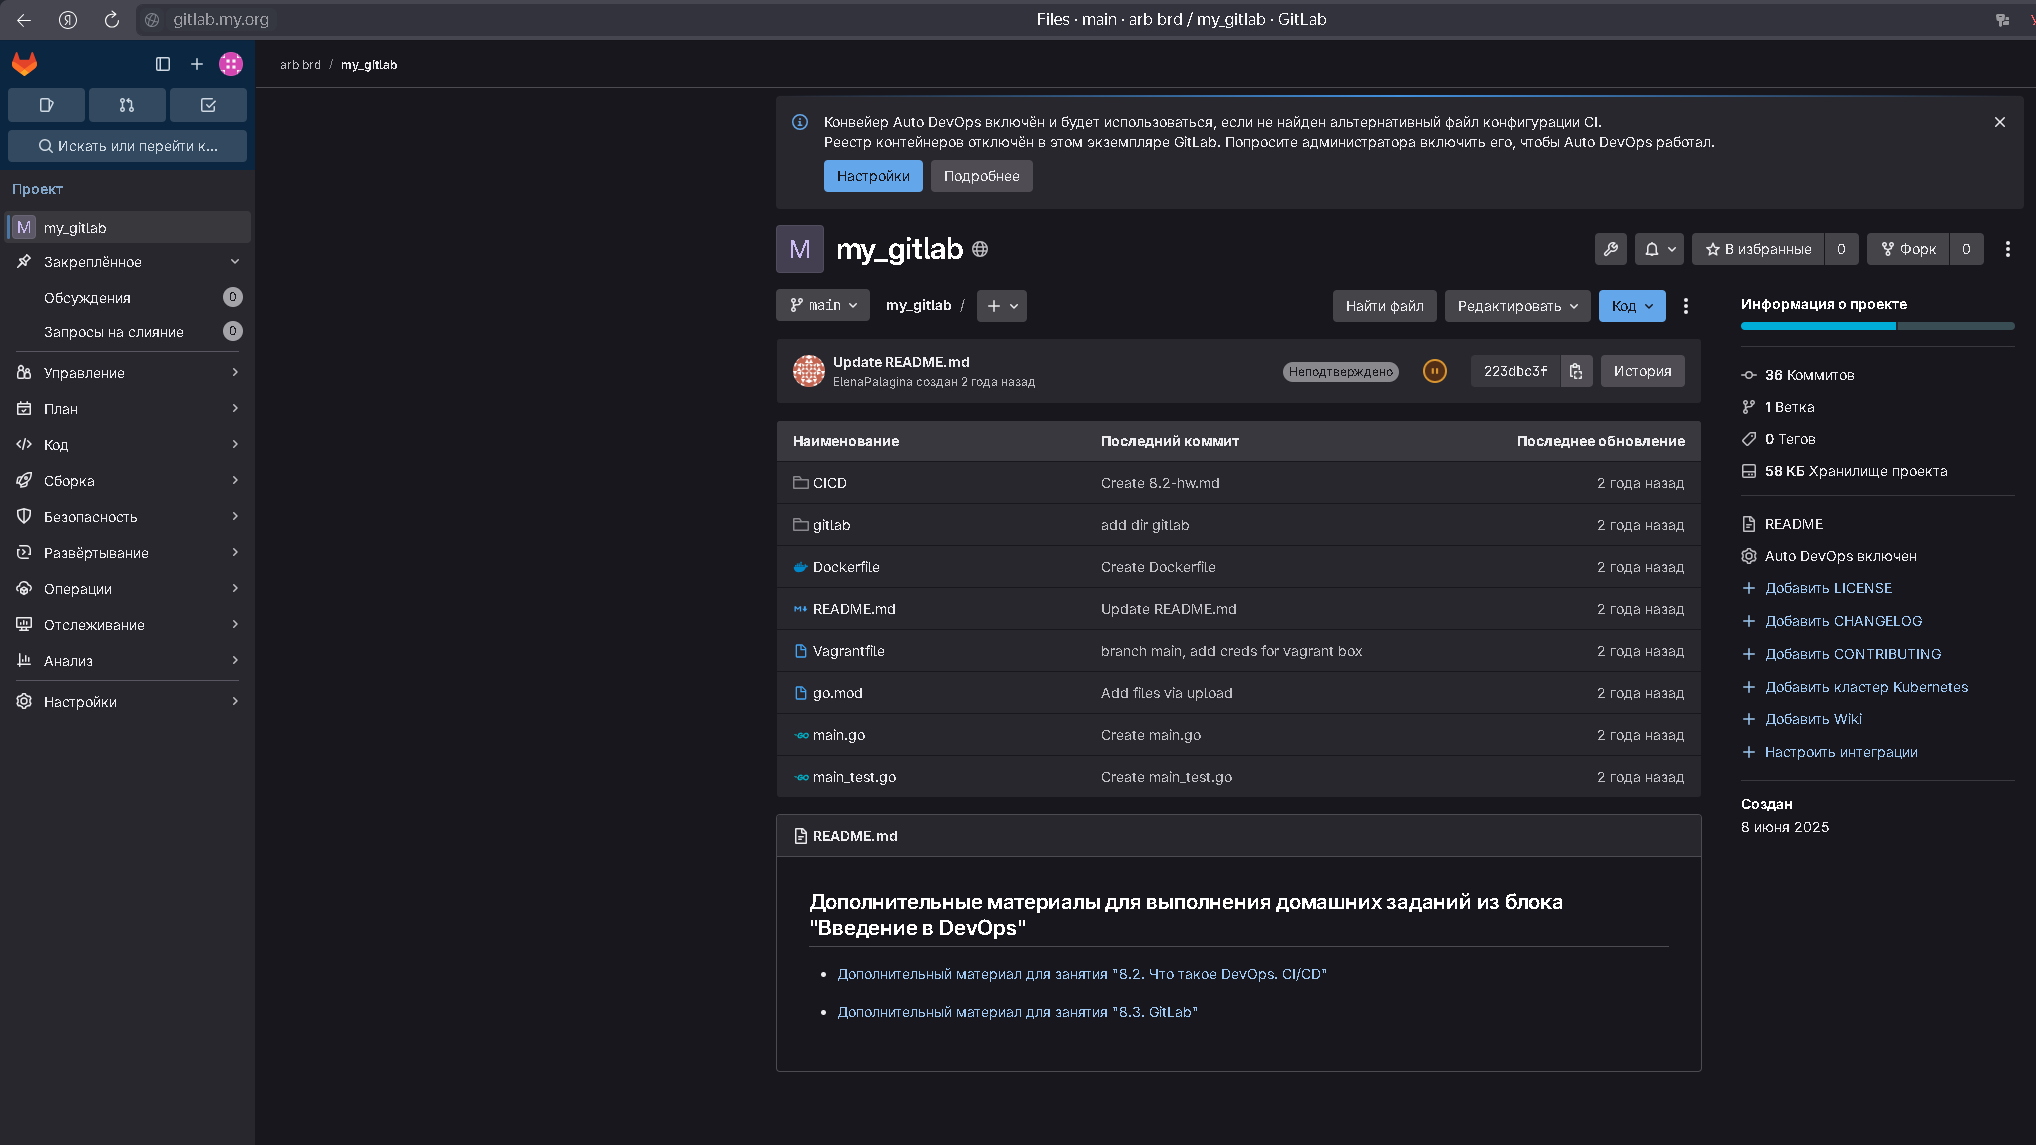 gitlab.my.org
Files · main · arb brd / my_gitlab · GitLab
arb brd / my_gitlab
Искать или перейти к...
Проект
M my_gitlab
Закреплённое
Обсуждения 0
Запросы на слияние 0
Управление
План
Код
Сборка
Безопасность
Развёртывание
Операции
Отслеживание
Анализ
Настройки
Конвейер Auto DevOps включён и будет использоваться, если не найден альтернативный файл конфигурации CI.
Реестр контейнеров отключён в этом экземпляре GitLab. Попросите администратора включить его, чтобы Auto DevOps работал.
Настройки Подробнее
M my_gitlab
В избранные 0 Форк 0
main my_gitlab /
Найти файл Редактировать Код
Update README.md
ElenaPalagina создан 2 года назад
Неподтверждено 223dbc3f История
Наименование Последний коммит Последнее обновление
CICD Create 8.2-hw.md 2 года назад
gitlab add dir gitlab 2 года назад
Dockerfile Create Dockerfile 2 года назад
README.md Update README.md 2 года назад
Vagrantfile branch main, add creds for vagrant box 2 года назад
go.mod Add files via upload 2 года назад
main.go Create main.go 2 года назад
main_test.go Create main_test.go 2 года назад
README.md
Дополнительные материалы для выполнения домашних заданий из блока
"Введение в DevOps"
Дополнительный материал для занятия "8.2. Что такое DevOps. CI/CD"
Дополнительный материал для занятия "8.3. GitLab"
Информация о проекте
36 Коммитов
1 Ветка
0 Тегов
58 КБ Хранилище проекта
README
Auto DevOps включен
Добавить LICENSE
Добавить CHANGELOG
Добавить CONTRIBUTING
Добавить кластер Kubernetes
Добавить Wiki
Настроить интеграции
Создан
8 июня 2025